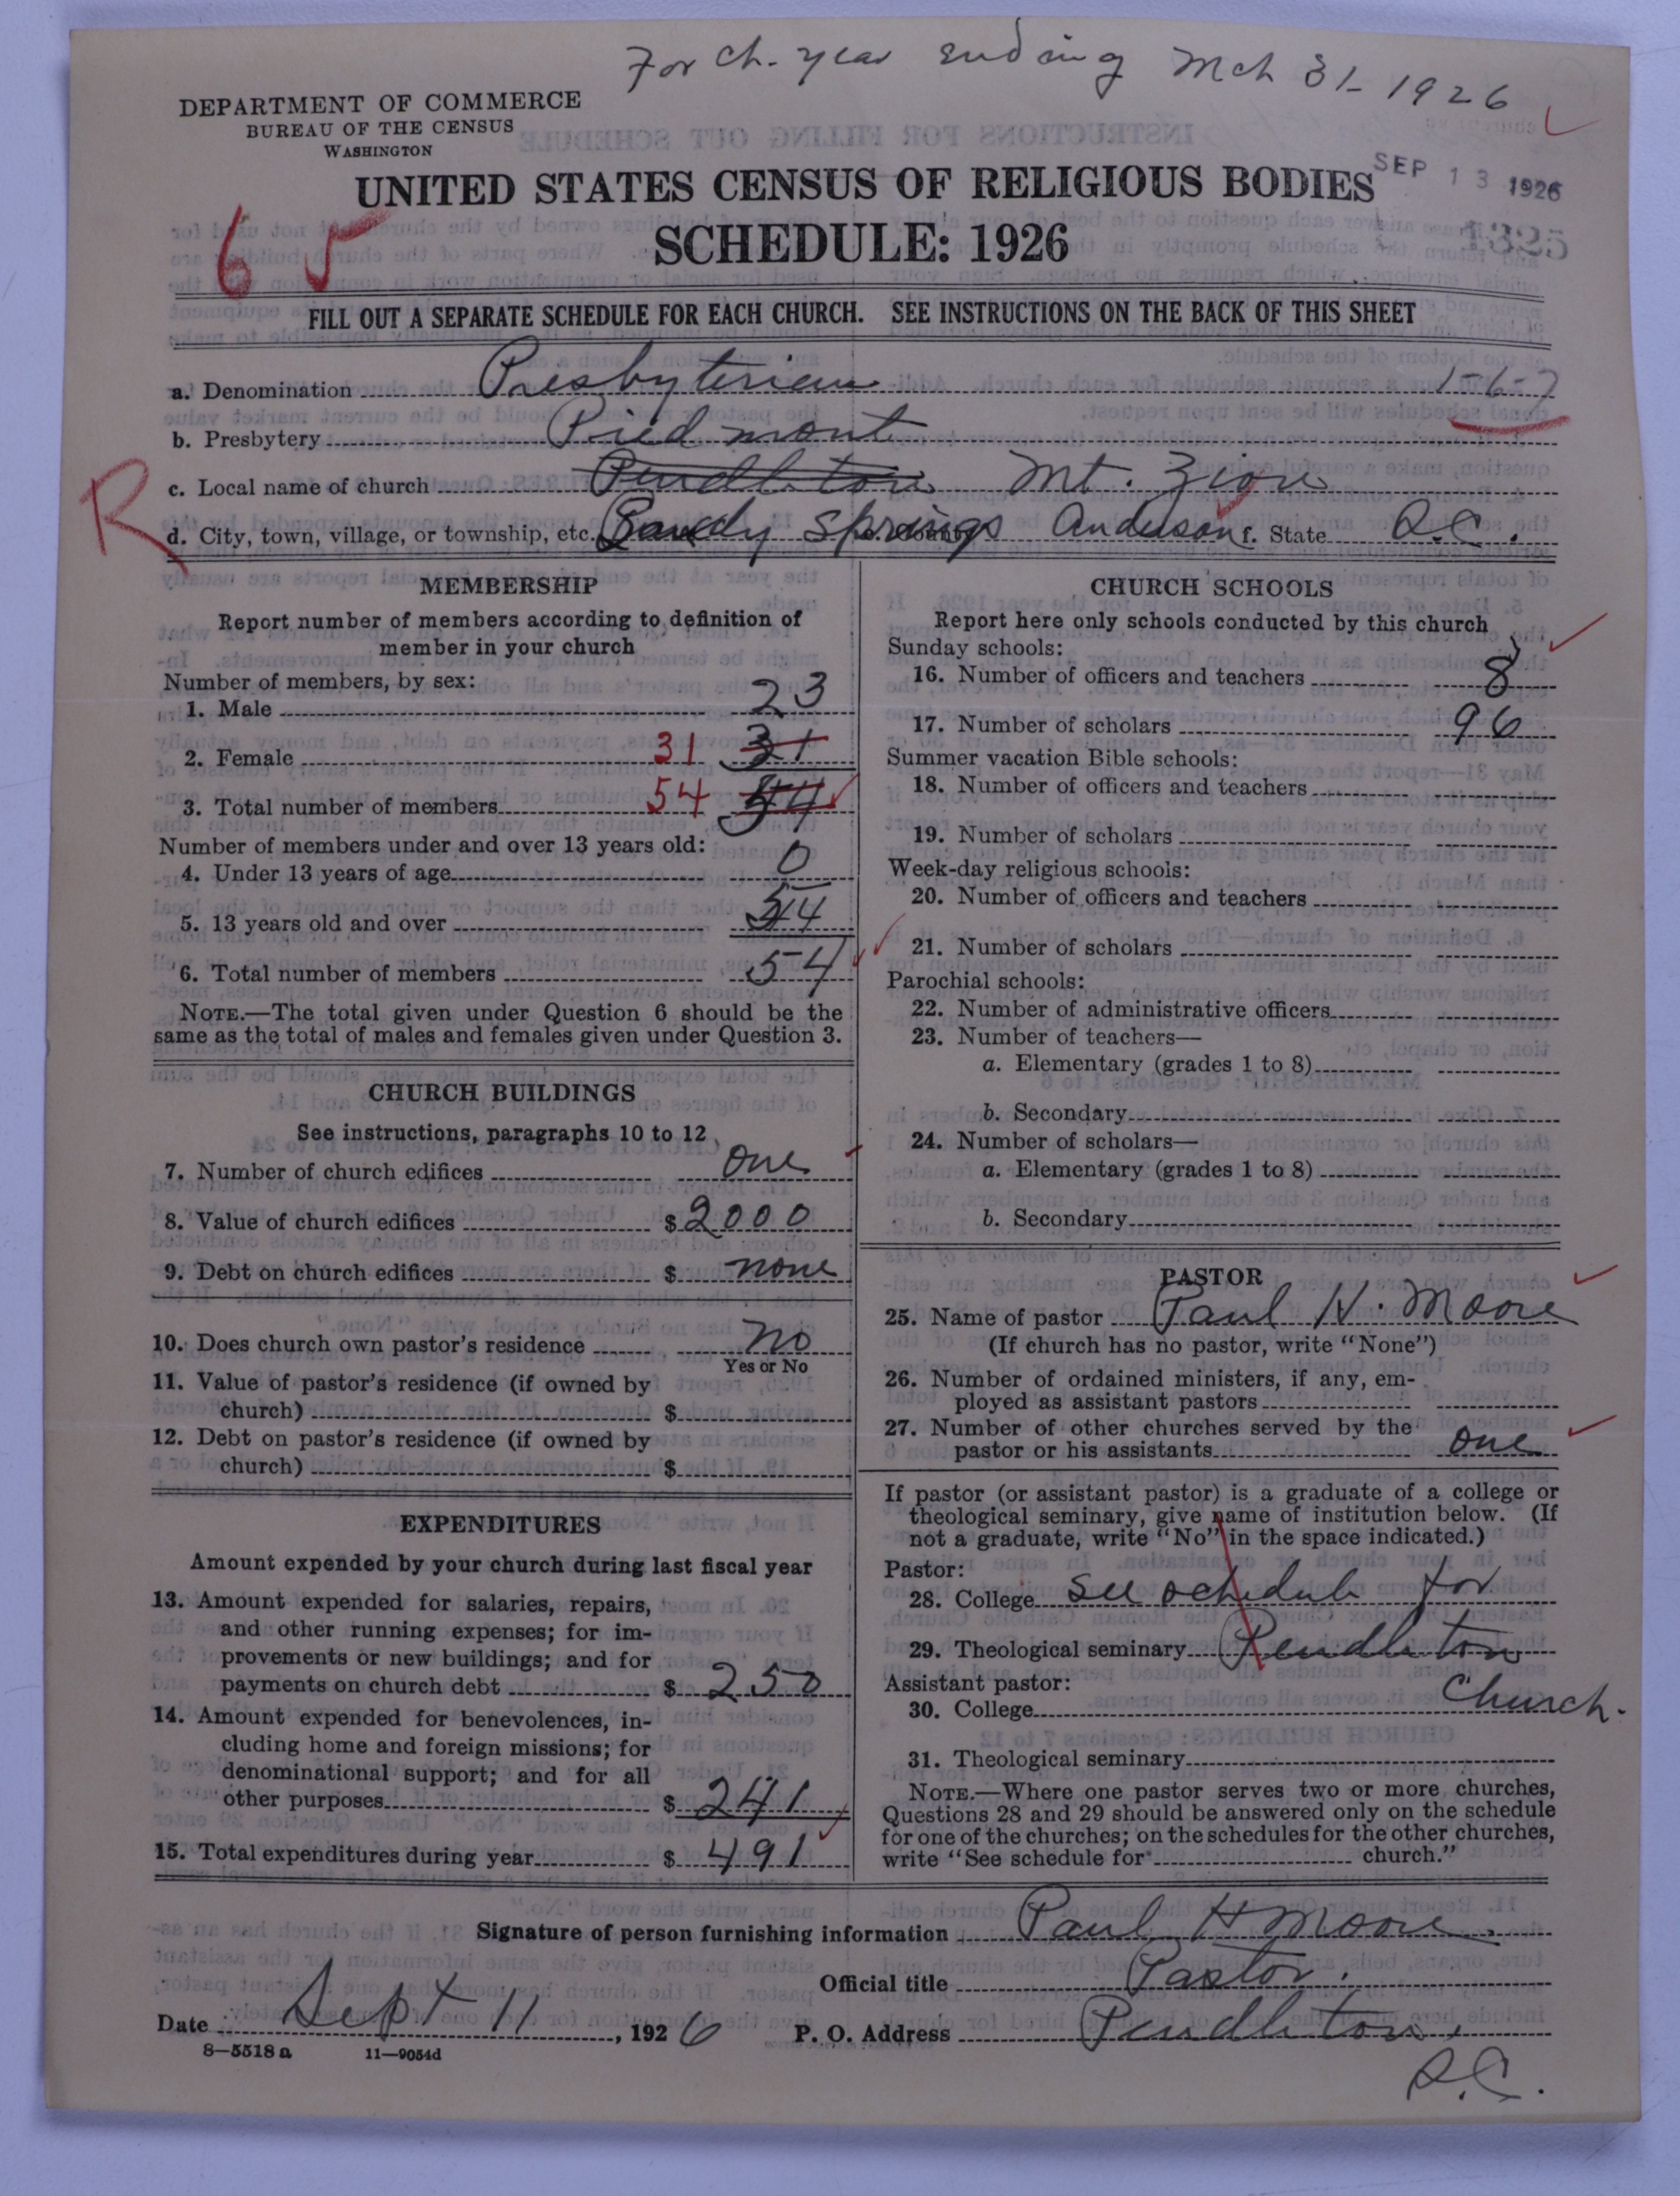 For ch. year ending Mch 31- 1926
DEPARTMENT OF COMMERCE
BUREAU OF THE CENSUS
WASHINGTON
UNITED STATES CENSUS OF RELIGIOUS BODIES
SEP 13 1926
SCHEDULE: 1926
6
FILL OUT A SEPARATE SCHEDULE FOR EACH CHURCH. SEE INSTRUCTIONS ON THE BACK OF THIS SHEET
a. Denomination Presbyterian 1-6-7
b. Presbytery Piedmont
c. Local name of church Pendleton Mt. Zion
R
d. City, town, village, or township, etc. Sandy Springs Anderson f. State S.C.
MEMBERSHIP
Report number of members according to definition of
member in your church
Number of members, by sex:
1. Male 23
2. Female 31 31
3. Total number of members 54 54
Number of members under and over 13 years old:
4. Under 13 years of age 0
5. 13 years old and over 54
6. Total number of members 54
NOTE.—The total given under Question 6 should be the
same as the total of males and females given under Question 3.
CHURCH BUILDINGS
See instructions, paragraphs 10 to 12
7. Number of church edifices one
8. Value of church edifices $ 2000
9. Debt on church edifices $ none
10. Does church own pastor's residence No
Yes or No
11. Value of pastor's residence (if owned by
church) $
12. Debt on pastor's residence (if owned by
church) $
EXPENDITURES
Amount expended by your church during last fiscal year
13. Amount expended for salaries, repairs,
and other running expenses; for im-
provements or new buildings; and for
payments on church debt $ 250
14. Amount expended for benevolences, in-
cluding home and foreign missions; for
denominational support; and for all
other purposes $ 241
15. Total expenditures during year $ 491
CHURCH SCHOOLS
Report here only schools conducted by this church
Sunday schools:
16. Number of officers and teachers 8
17. Number of scholars 96
Summer vacation Bible schools:
18. Number of officers and teachers
19. Number of scholars
Week-day religious schools:
20. Number of officers and teachers
21. Number of scholars
Parochial schools:
22. Number of administrative officers
23. Number of teachers—
a. Elementary (grades 1 to 8)
b. Secondary
24. Number of scholars—
a. Elementary (grades 1 to 8)
b. Secondary
PASTOR
25. Name of pastor Paul H. Moore
(If church has no pastor, write "None")
26. Number of ordained ministers, if any, em-
ployed as assistant pastors
27. Number of other churches served by the
pastor or his assistants one
If pastor (or assistant pastor) is a graduate of a college or
theological seminary, give name of institution below. (If
not a graduate, write "No" in the space indicated.)
Pastor:
28. College see schedule for
29. Theological seminary Pendleton
Assistant pastor:
Church.
30. College
31. Theological seminary
NOTE.—Where one pastor serves two or more churches,
Questions 28 and 29 should be answered only on the schedule
for one of the churches; on the schedules for the other churches,
write "See schedule for church."
Signature of person furnishing information Paul H Moore.
Official title Pastor.
Date Sept 11, 1926 P. O. Address Pendleton,
S.C.
8—5518 a 11—9054d